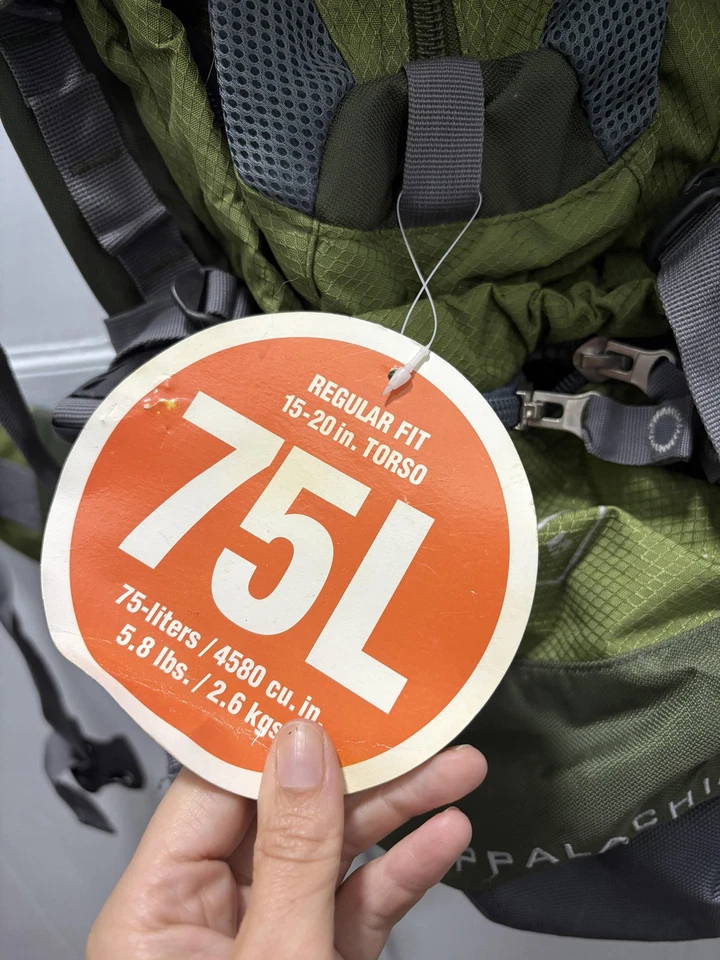 REGULAR FIT
15-20 in. TORSO
75L
75-liters / 4580 cu. in.
5.8 lbs. / 2.6 kgs
PPALACHI